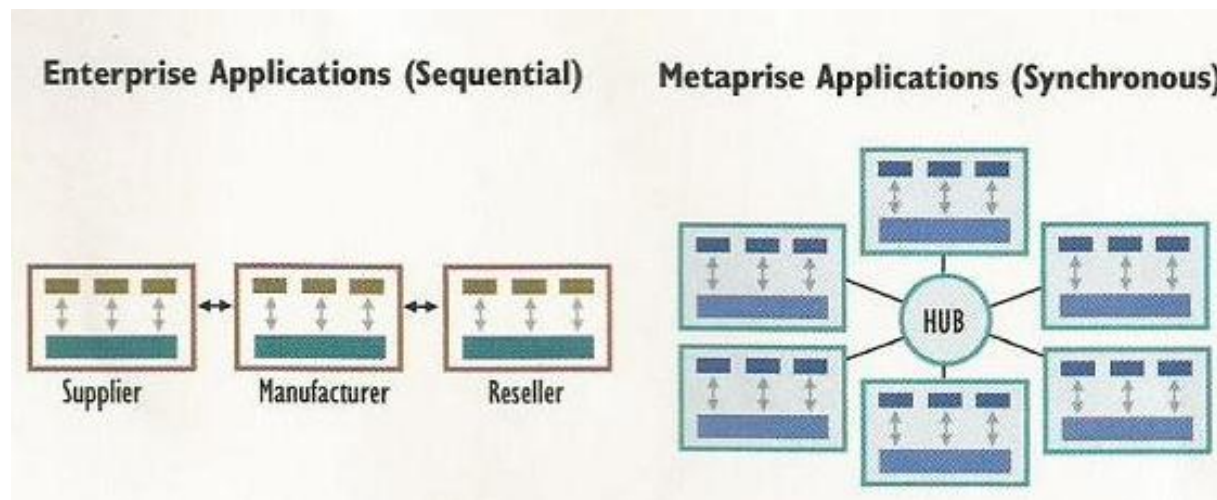 Enterprise Applications (Sequential)
Metaprise Applications (Synchronous)
HUB
Supplier
Manufacturer
Reseller